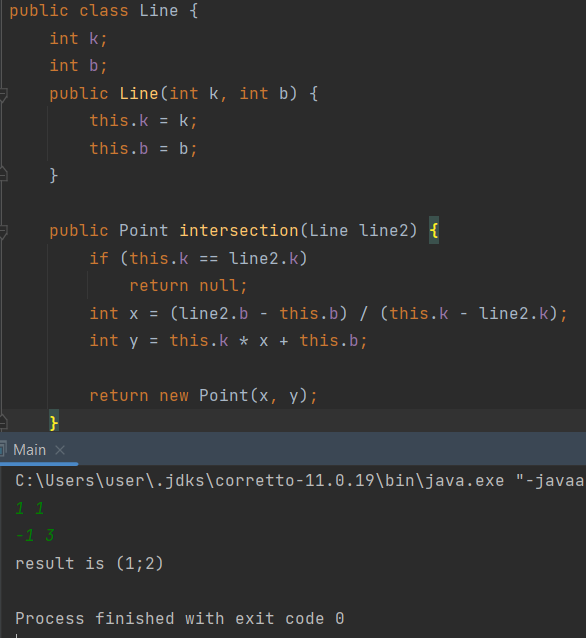 public class Line {
    int k;
    int b;
    public Line(int k, int b) {
        this.k = k;
        this.b = b;
    }

    public Point intersection(Line line2) {
        if (this.k == line2.k)
            return null;
        int x = (line2.b - this.b) / (this.k - line2.k);
        int y = this.k * x + this.b;

        return new Point(x, y);
    }
Main ×
C:\Users\user\.jdks\corretto-11.0.19\bin\java.exe "-javaa
1 1
-1 3
result is (1;2)

Process finished with exit code 0